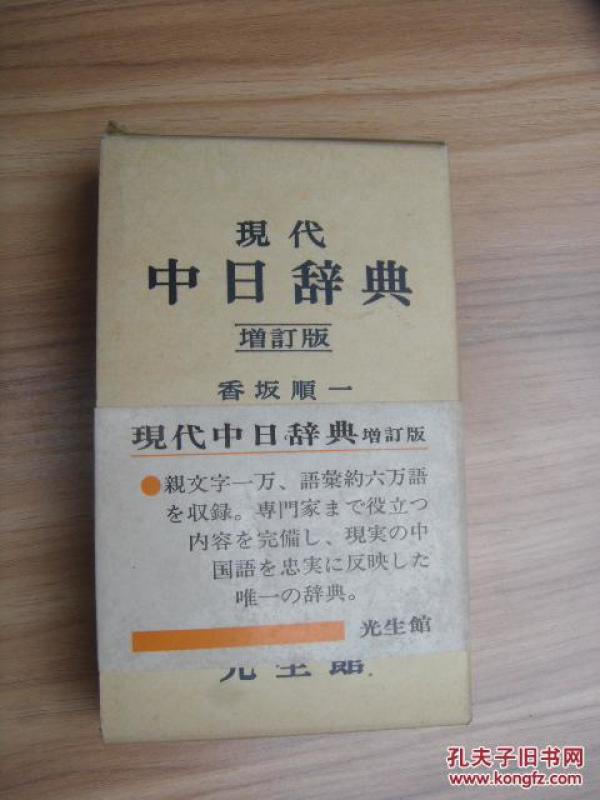 現代
中日辞典
増訂版
香坂順一
現代中日辞典 増訂版
●親文字一万、語彙約六万語
を収録。専門家まで役立つ
内容を完備し、現実の中
国語を忠実に反映した
唯一の辞典。
光生館
光生館
孔夫子旧书网
www.kongfz.com